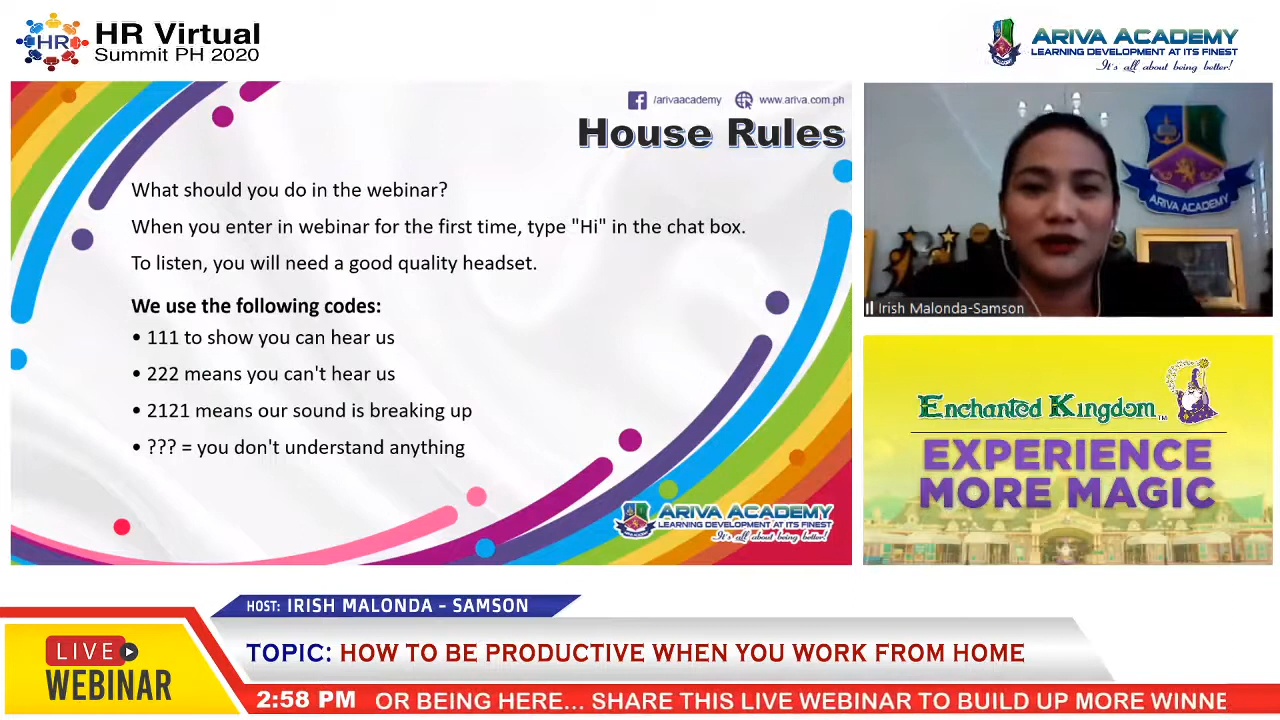 HR
HR Virtual
Summit PH 2020
ARIVA ACADEMY
LEARNING DEVELOPMENT AT ITS FINEST
It's all about being better!
/arivaacademy
www.ariva.com.ph
House Rules
What should you do in the webinar?
When you enter in webinar for the first time, type "Hi" in the chat box.
To listen, you will need a good quality headset.
We use the following codes:
• 111 to show you can hear us
• 222 means you can't hear us
• 2121 means our sound is breaking up
• ??? = you don't understand anything
ARIVA ACADEMY
LEARNING DEVELOPMENT AT ITS FINEST
It's all about being better!
ARIVA ACADEMY
Irish Malonda-Samson
Enchanted Kingdom™
EXPERIENCE
MORE MAGIC
HOST: IRISH MALONDA - SAMSON
LIVE
WEBINAR
TOPIC: HOW TO BE PRODUCTIVE WHEN YOU WORK FROM HOME
2:58 PM
OR BEING HERE... SHARE THIS LIVE WEBINAR TO BUILD UP MORE WINNE